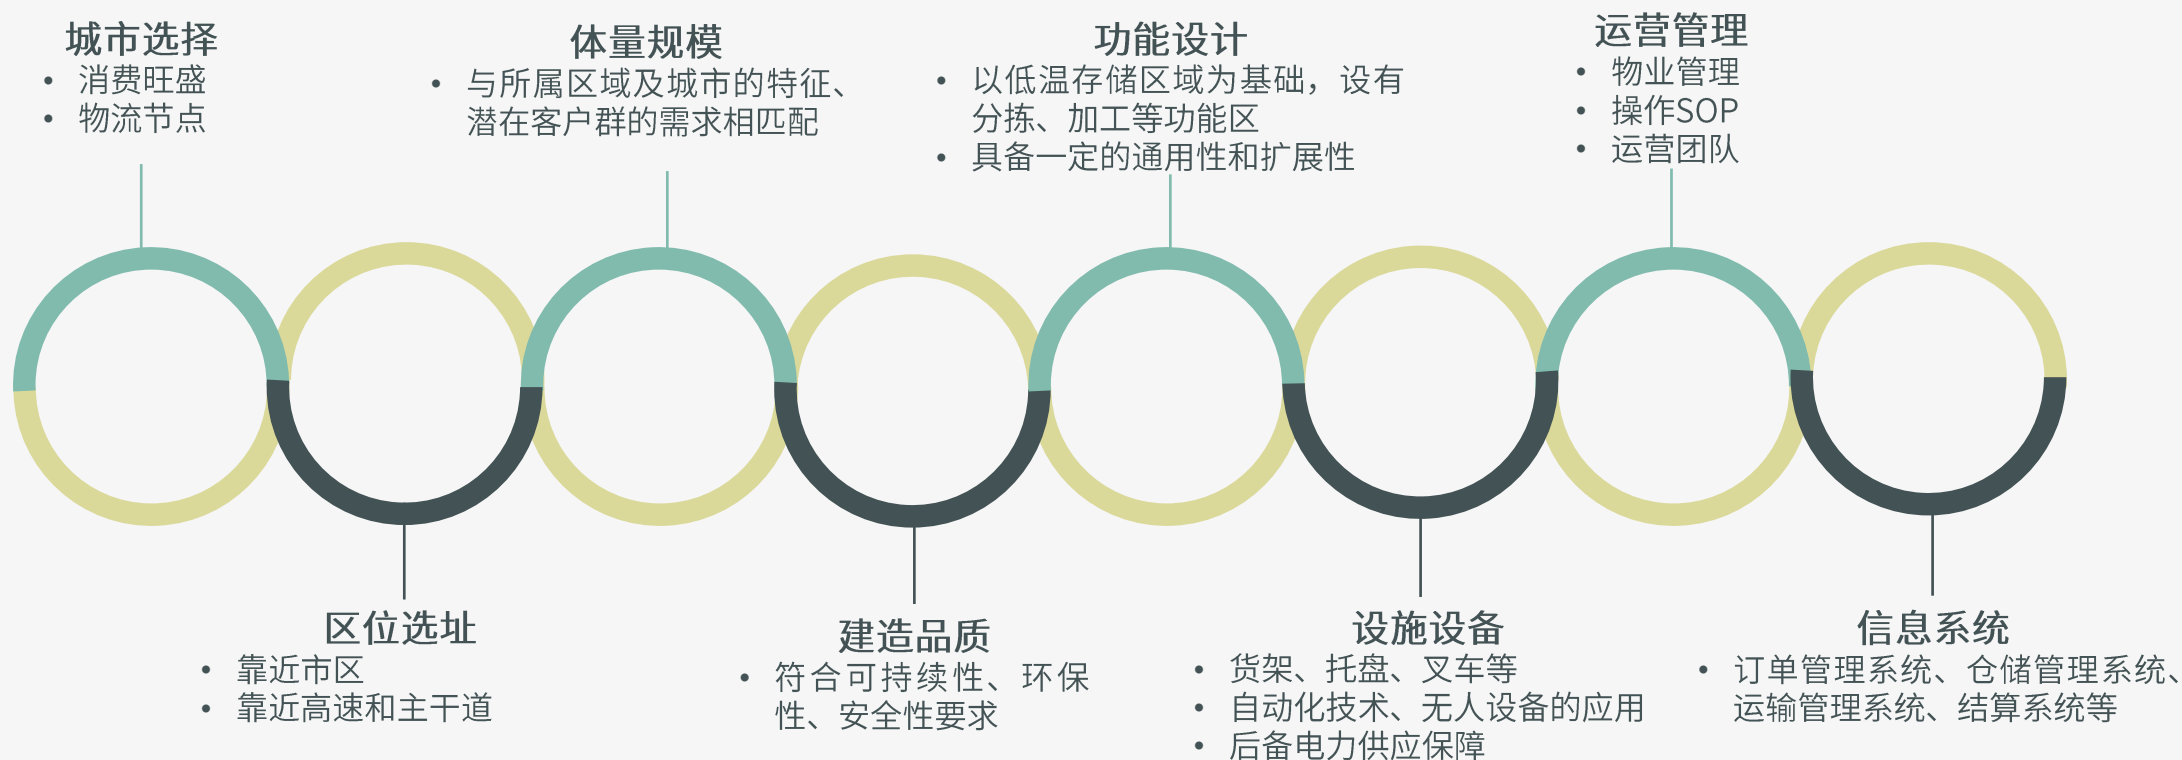 城市选择
• 消费旺盛
• 物流节点
体量规模
• 与所属区域及城市的特征、
潜在客户群的需求相匹配
功能设计
• 以低温存储区域为基础，设有
分拣、加工等功能区
• 具备一定的通用性和扩展性
运营管理
• 物业管理
• 操作SOP
• 运营团队
区位选址
• 靠近市区
• 靠近高速和主干道
建造品质
• 符合可持续性、环保
性、安全性要求
设施设备
• 货架、托盘、叉车等
• 自动化技术、无人设备的应用
• 后备电力供应保障
信息系统
• 订单管理系统、仓储管理系统、
运输管理系统、结算系统等